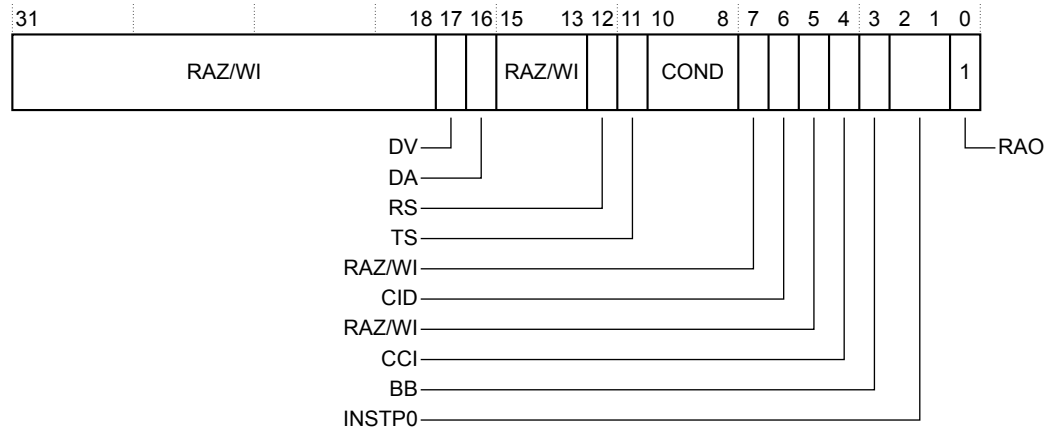 31 18 17 16 15 13 12 11 10 8 7 6 5 4 3 2 1 0
RAZ/WI RAZ/WI COND 1
DV RAO
DA
RS
TS
RAZ/WI
CID
RAZ/WI
CCI
BB
INSTP0